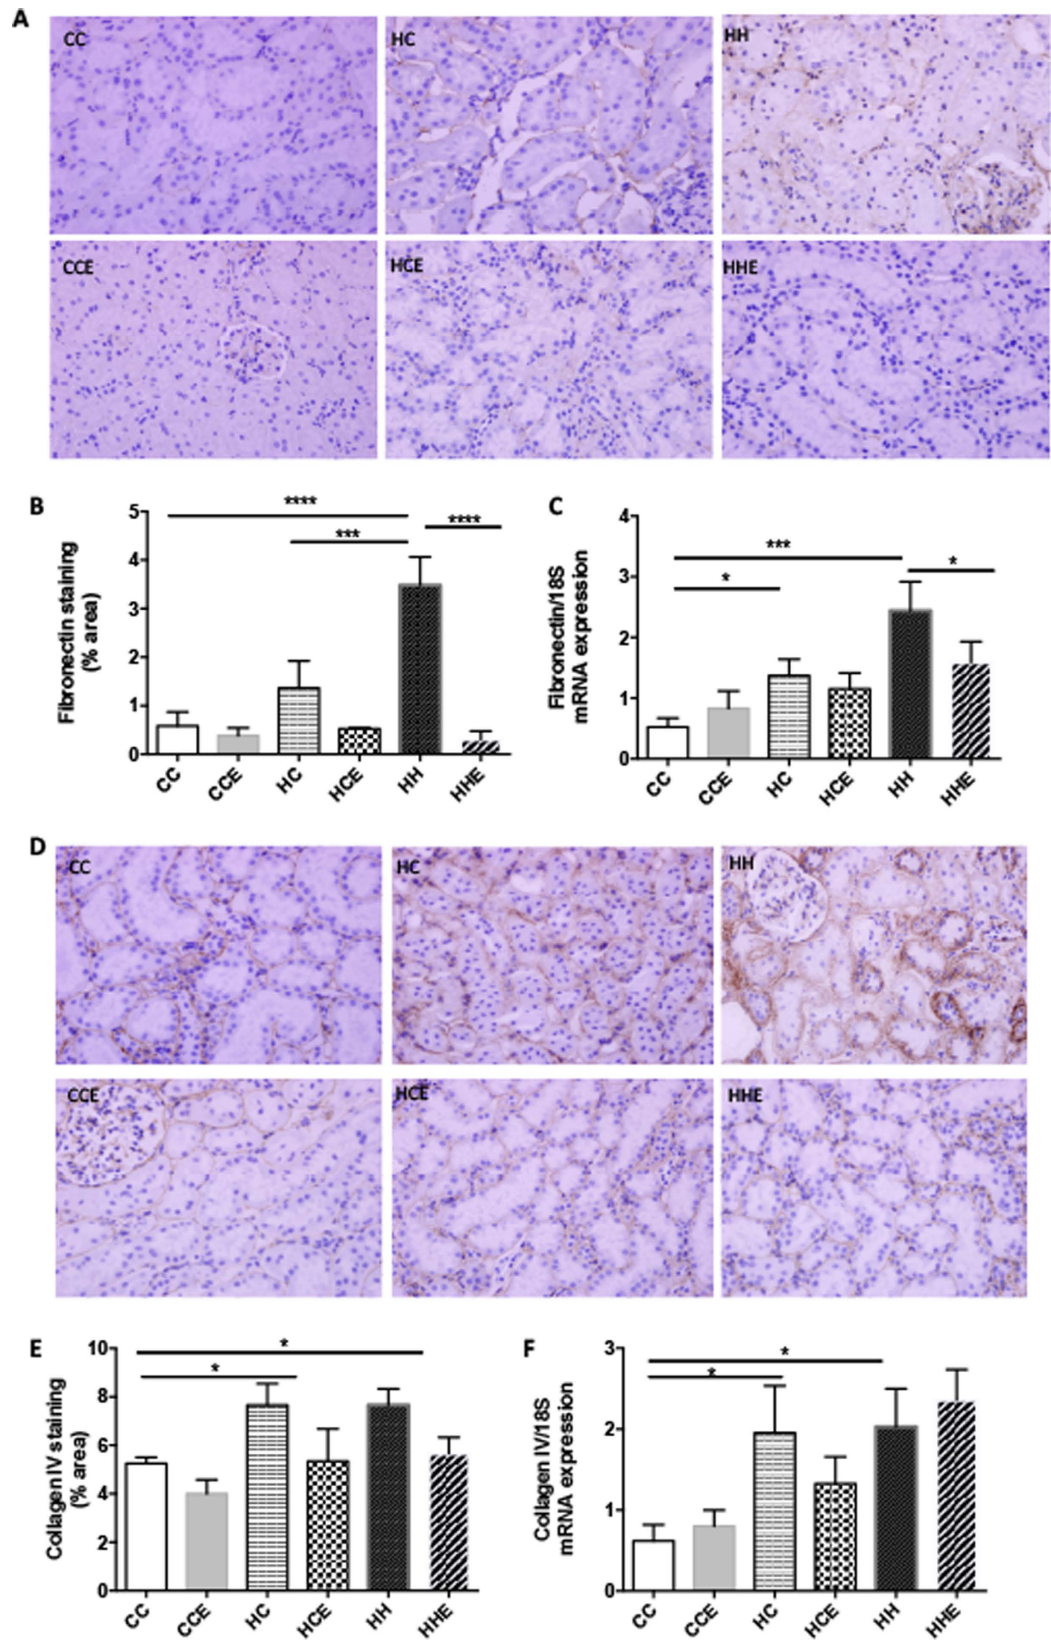 A
CC
HC
HH
CCE
HCE
HHE
B
Fibronectin staining
(% area)
5
4
3
2
1
0
****
***
****
CC
CCE
HC
HCE
HH
HHE
C
Fibronectin/18S
mRNA expression
4
3
2
1
0
***
*
*
CC
CCE
HC
HCE
HH
HHE
D
CC
HC
HH
CCE
HCE
HHE
E
Collagen IV staining
(% area)
10
8
6
4
2
0
*
*
CC
CCE
HC
HCE
HH
HHE
F
Collagen IV/18S
mRNA expression
3
2
1
0
*
*
CC
CCE
HC
HCE
HH
HHE